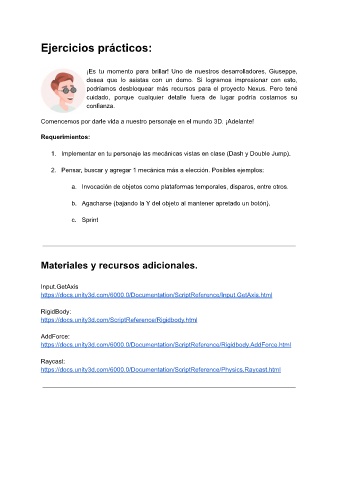 Ejercicios prácticos:
¡Es tu momento para brillar! Uno de nuestros desarrolladores, Giuseppe,
desea que lo asistas con un demo. Si logramos impresionar con esto,
podríamos desbloquear más recursos para el proyecto Nexus. Pero tené
cuidado, porque cualquier detalle fuera de lugar podría costarnos su
confianza.
Comencemos por darle vida a nuestro personaje en el mundo 3D. ¡Adelante!
Requerimientos:
1. Implementar en tu personaje las mecánicas vistas en clase (Dash y Double Jump).
2. Pensar, buscar y agregar 1 mecánica más a elección. Posibles ejemplos:
a. Invocación de objetos como plataformas temporales, disparos, entre otros.
b. Agacharse (bajando la Y del objeto al mantener apretado un botón).
c. Sprint
Materiales y recursos adicionales.
Input.GetAxis
https://docs.unity3d.com/6000.0/Documentation/ScriptReference/Input.GetAxis.html
RigidBody:
https://docs.unity3d.com/ScriptReference/Rigidbody.html
AddForce:
https://docs.unity3d.com/6000.0/Documentation/ScriptReference/Rigidbody.AddForce.html
Raycast:
https://docs.unity3d.com/6000.0/Documentation/ScriptReference/Physics.Raycast.html